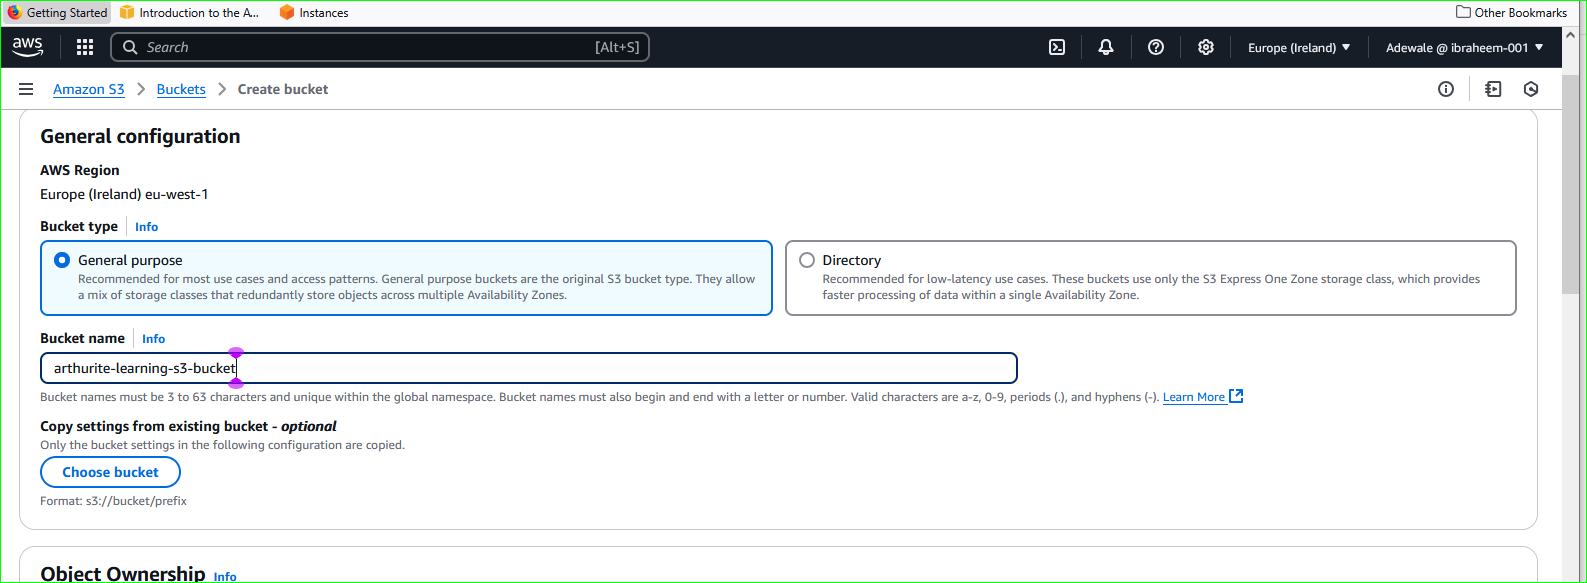 Getting Started Introduction to the A... Instances Other Bookmarks
aws Search [Alt+S] Europe (Ireland) ▼ Adewale @ ibraheem-001 ▼
Amazon S3 > Buckets > Create bucket
General configuration
AWS Region
Europe (Ireland) eu-west-1
Bucket type Info
General purpose
Recommended for most use cases and access patterns. General purpose buckets are the original S3 bucket type. They allow
a mix of storage classes that redundantly store objects across multiple Availability Zones.
Directory
Recommended for low-latency use cases. These buckets use only the S3 Express One Zone storage class, which provides
faster processing of data within a single Availability Zone.
Bucket name Info
arthurite-learning-s3-bucket
Bucket names must be 3 to 63 characters and unique within the global namespace. Bucket names must also begin and end with a letter or number. Valid characters are a-z, 0-9, periods (.), and hyphens (-). Learn More
Copy settings from existing bucket - optional
Only the bucket settings in the following configuration are copied.
Choose bucket
Format: s3://bucket/prefix
Object Ownership Info